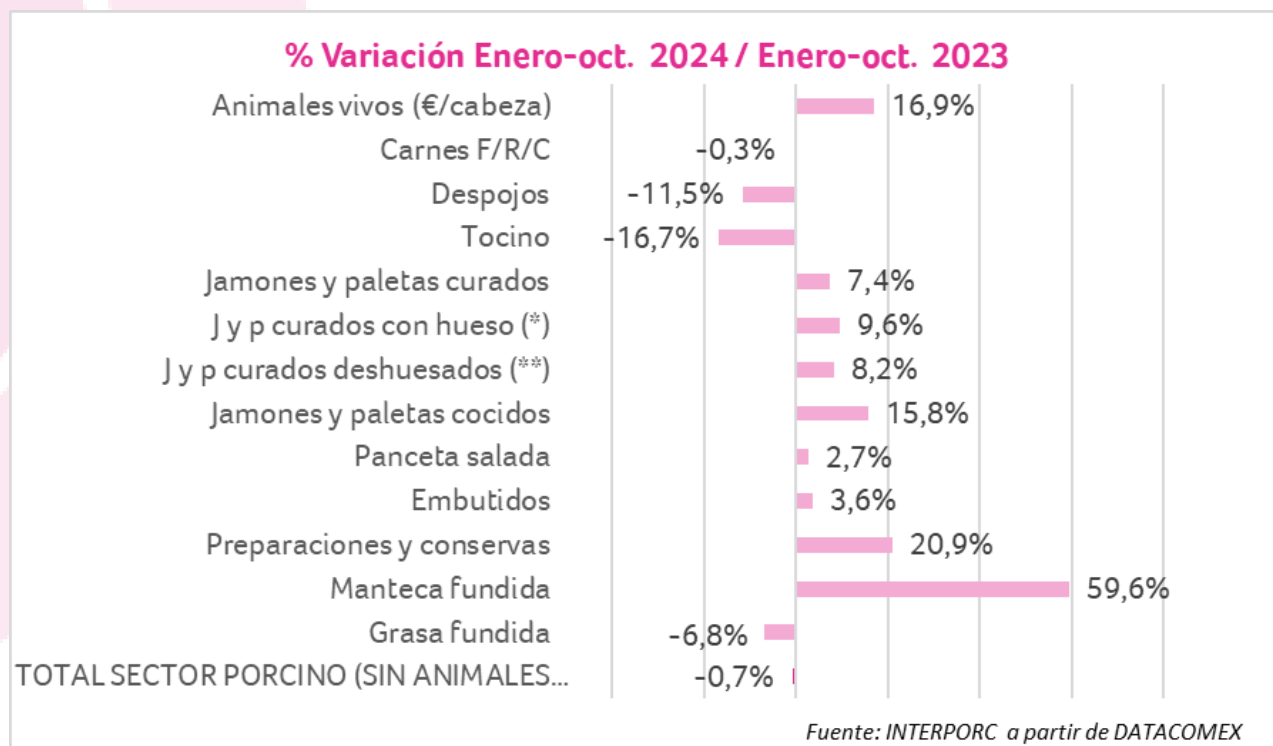 % Variación Enero-oct. 2024 / Enero-oct. 2023
Animales vivos (€/cabeza) 16,9%
Carnes F/R/C -0,3%
Despojos -11,5%
Tocino -16,7%
Jamones y paletas curados 7,4%
J y p curados con hueso (*) 9,6%
J y p curados deshuesados (**) 8,2%
Jamones y paletas cocidos 15,8%
Panceta salada 2,7%
Embutidos 3,6%
Preparaciones y conservas 20,9%
Manteca fundida 59,6%
Grasa fundida -6,8%
TOTAL SECTOR PORCINO (SIN ANIMALES... -0,7%
Fuente: INTERPORC a partir de DATACOMEX